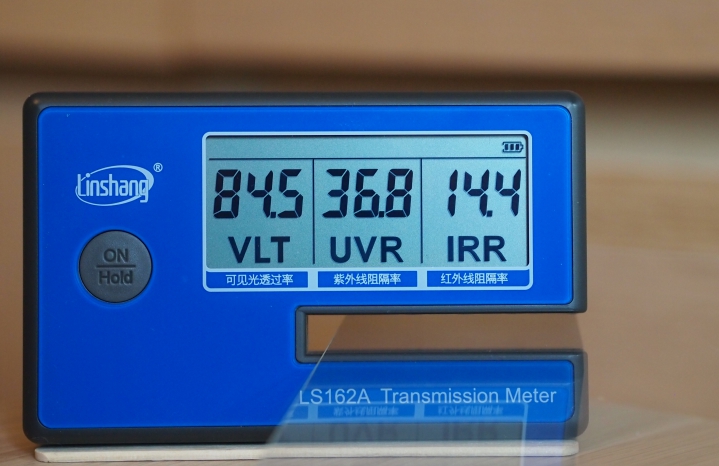 Linshang®
ON
Hold
84.5 36.8 14.4
VLT UVR IRR
可见光透过率 紫外线阻隔率 红外线阻隔率
LS162A Transmission Meter